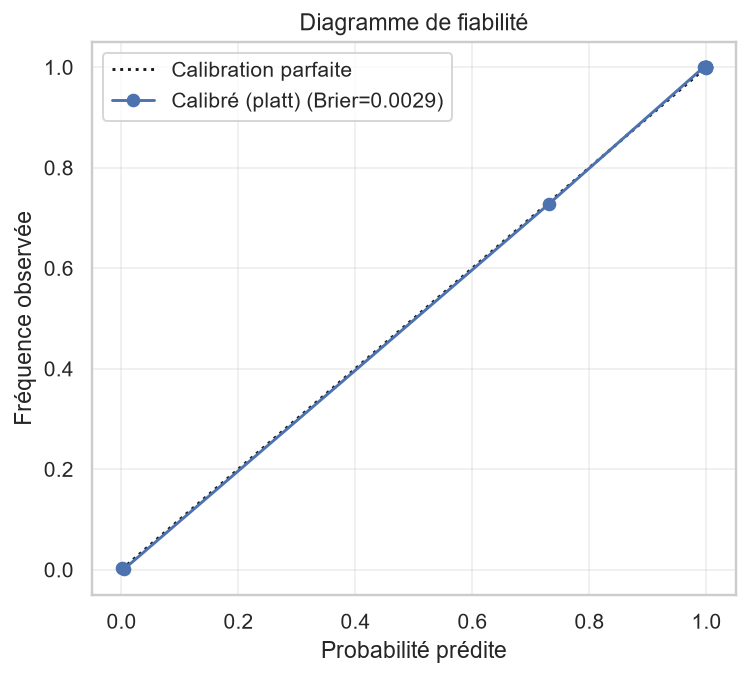 Diagramme de fiabilité
Calibration parfaite
Calibré (platt) (Brier=0.0029)
Fréquence observée
1.0
0.8
0.6
0.4
0.2
0.0
0.0 0.2 0.4 0.6 0.8 1.0
Probabilité prédite